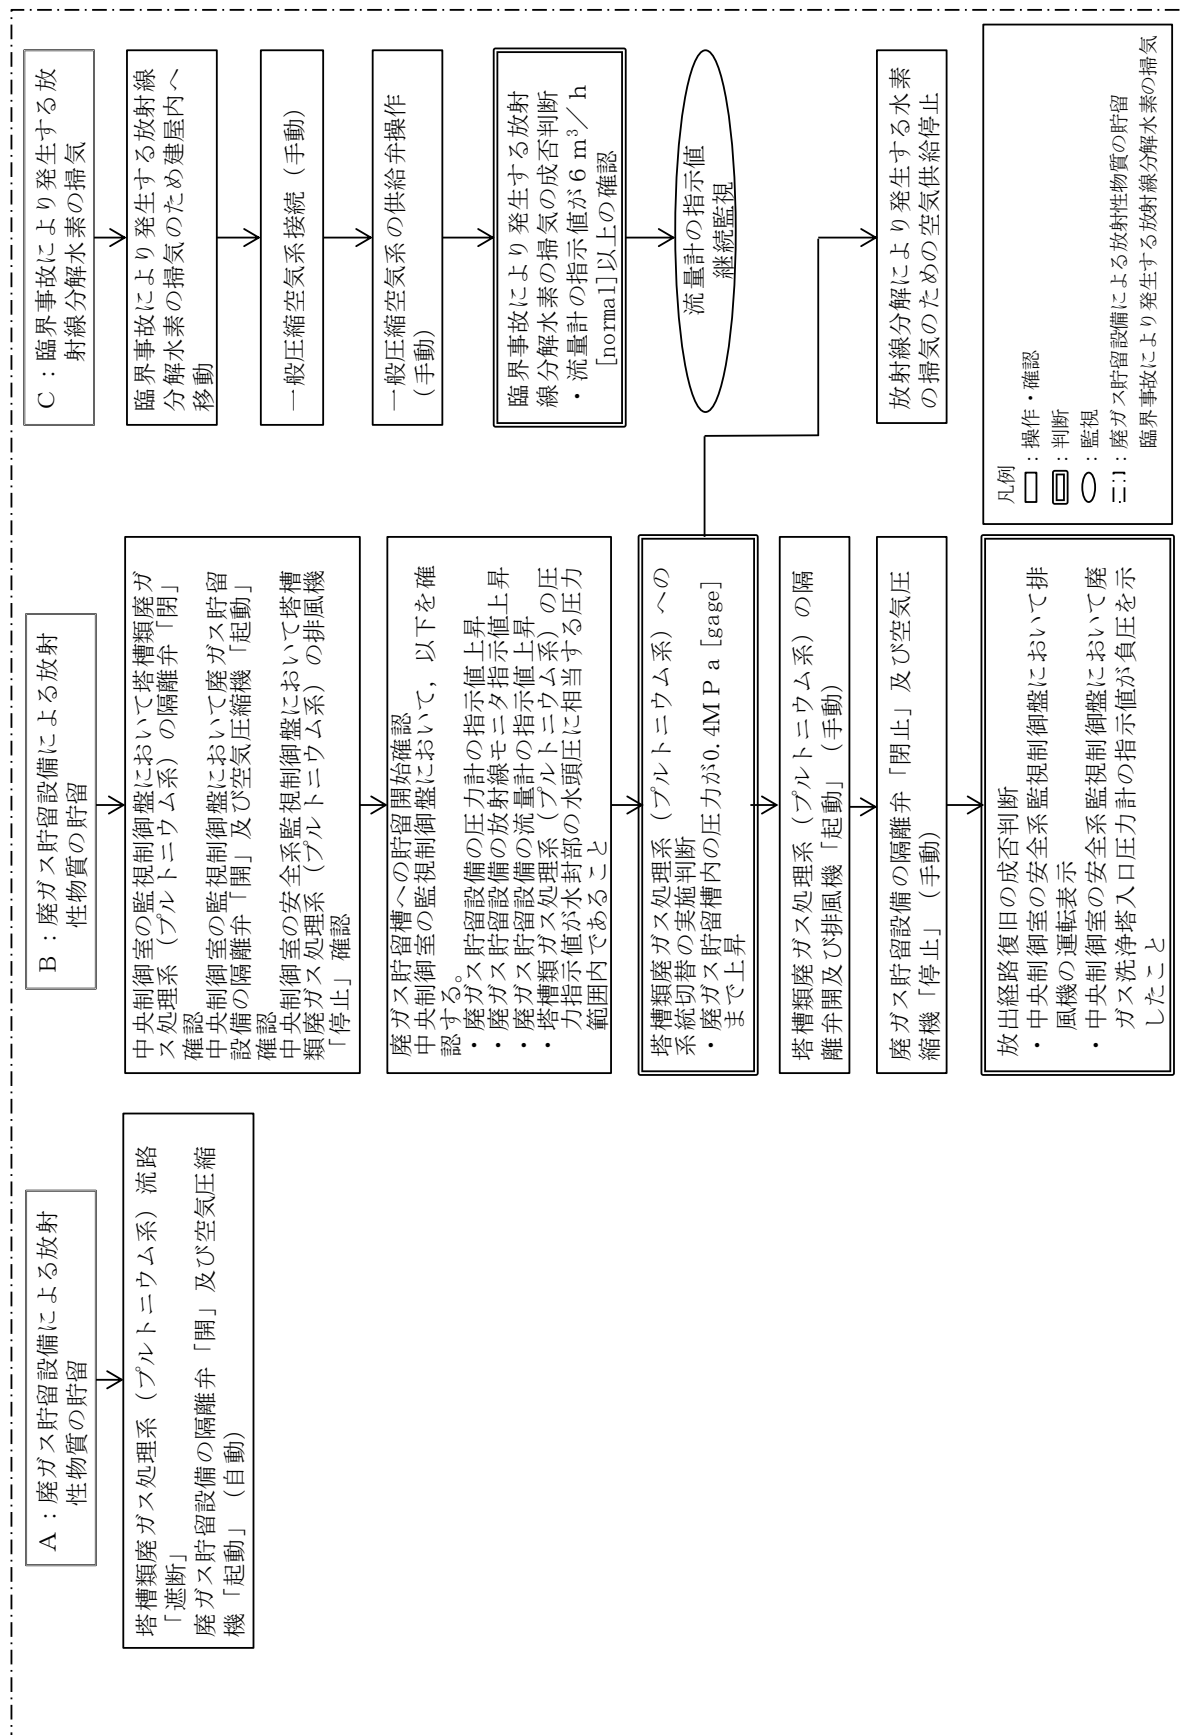 A：廃ガス貯留設備による放射
性物質の貯留
塔槽類廃ガス処理系（プルトニウム系）流路
「遮断」
廃ガス貯留設備の隔離弁「開」及び空気圧縮
機「起動」（自動）
B：廃ガス貯留設備による放射
性物質の貯留
中央制御室の監視制御盤において塔槽類廃ガ
ス処理系（プルトニウム系）の隔離弁「閉」
確認
中央制御室の監視制御盤において廃ガス貯留
設備の隔離弁「開」及び空気圧縮機「起動」
確認
中央制御室の安全系監視制御盤において塔槽
類廃ガス処理系（プルトニウム系）の排風機
「停止」確認
廃ガス貯留槽への貯留開始確認
中央制御室の監視制御盤において，以下を確
認する。
・廃ガス貯留設備の圧力計の指示値上昇
・廃ガス貯留設備の放射線モニタ指示値上昇
・廃ガス貯留設備の流量計の指示値上昇
・塔槽類ガス処理系（プルトニウム系）の圧
力指示値が水封部の水頭圧に相当する圧力
範囲内であること
塔槽類廃ガス処理系（プルトニウム系）への
系統切替の実施判断
・廃ガス貯留槽内の圧力が0.4MPa［gage］
まで上昇
塔槽類廃ガス処理系（プルトニウム系）の隔
離弁開及び排風機「起動」（手動）
廃ガス貯留設備の隔離弁「閉止」及び空気圧
縮機「停止」（手動）
放出経路復旧の成否判断
・中央制御室の安全系監視制御盤において排
風機の運転表示
・中央制御室の安全系監視制御盤において廃
ガス洗浄塔入口圧力計の指示値が負圧を示
したこと
C：臨界事故により発生する放
射線分解水素の掃気
臨界事故により発生する放射線
分解水素の掃気のため建屋内へ
移動
一般圧縮空気系接続（手動）
一般圧縮空気系の供給弁操作
（手動）
臨界事故により発生する放射
線分解水素の掃気の成否判断
・流量計の指示値が6m³／h
[normal]以上の確認
流量計の指示値
継続監視
放射線分解により発生する水素
の掃気のための空気供給停止
凡例
：操作・確認
：判断
：監視
：廃ガス貯留設備による放射性物質の貯留
臨界事故により発生する放射線分解水素の掃気